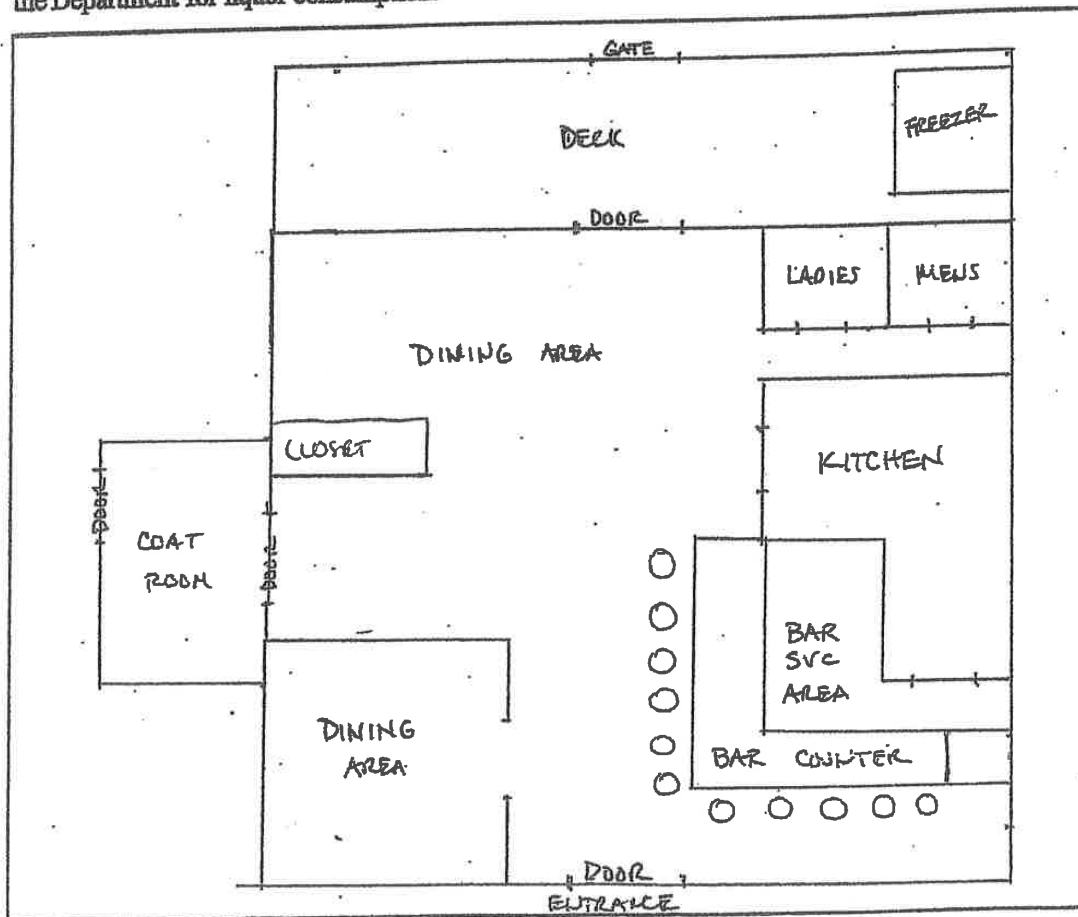 the Department for liquor consumption.
GATE
DECK
FREEZER
DOOR
LADIES
MENS
DINING AREA
CLOSET
KITCHEN
DOOR
COAT
ROOM
DOOR
BAR
SVC
AREA
DINING
AREA
BAR COUNTER
DOOR
ENTRANCE